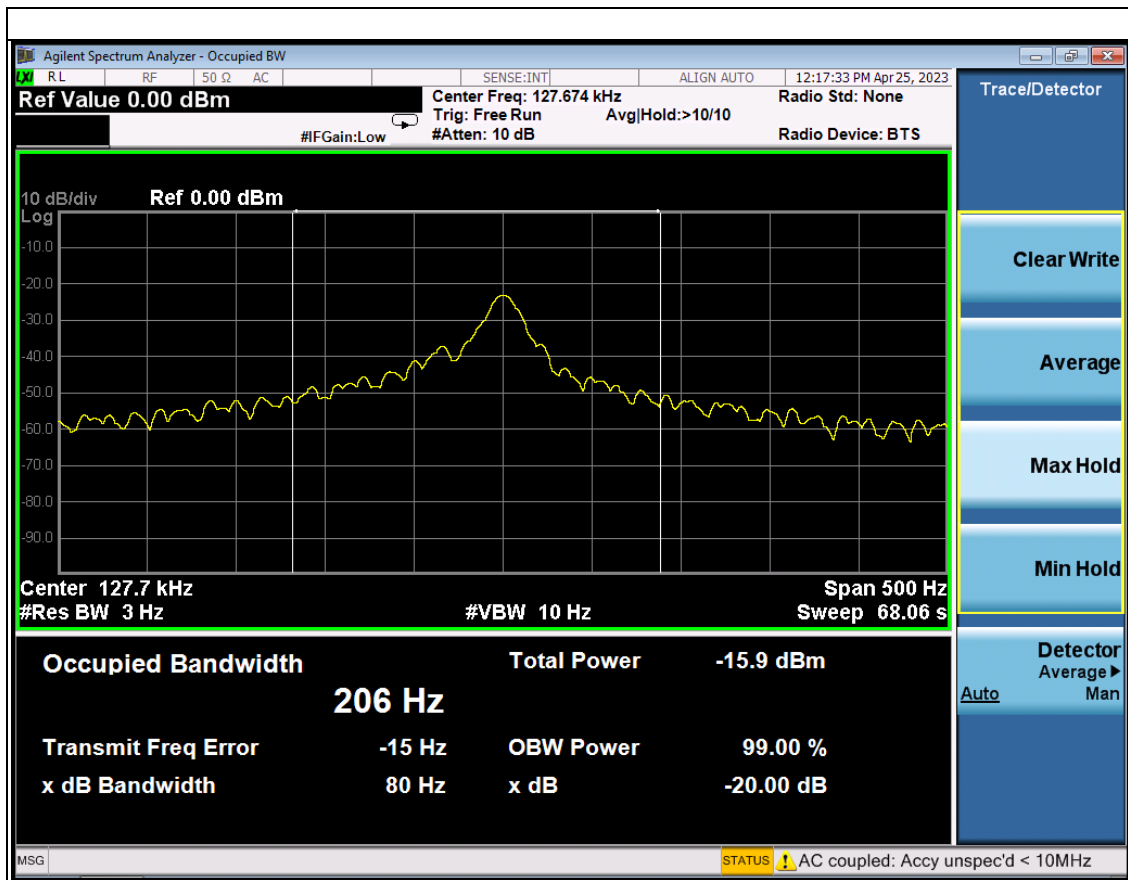 Agilent Spectrum Analyzer - Occupied BW
LXI RL RF 50 Ω AC SENSE:INT ALIGN AUTO 12:17:33 PM Apr 25, 2023
Ref Value 0.00 dBm
Center Freq: 127.674 kHz
Radio Std: None
Trig: Free Run
Avg|Hold:>10/10
#IFGain:Low
#Atten: 10 dB
Radio Device: BTS
10 dB/div
Ref 0.00 dBm
Log
-10.0
-20.0
-30.0
-40.0
-50.0
-60.0
-70.0
-80.0
-90.0
Center 127.7 kHz
Span 500 Hz
#Res BW 3 Hz
#VBW 10 Hz
Sweep 68.06 s
Occupied Bandwidth
206 Hz
Total Power -15.9 dBm
Transmit Freq Error -15 Hz
OBW Power 99.00 %
x dB Bandwidth 80 Hz
x dB -20.00 dB
Trace/Detector
Clear Write
Average
Max Hold
Min Hold
Detector
Average
Auto Man
MSG
STATUS
AC coupled: Accy unspec'd < 10MHz